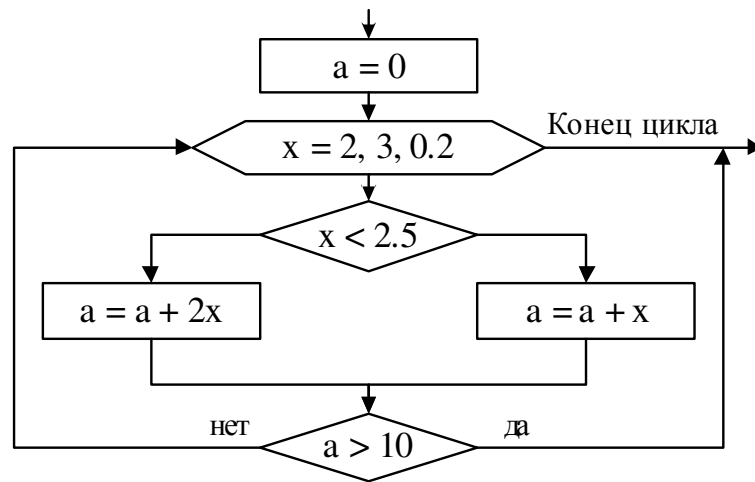 a = 0
Конец цикла
x = 2, 3, 0.2
x < 2.5
a = a + 2x
a = a + x
нет
да
a > 10